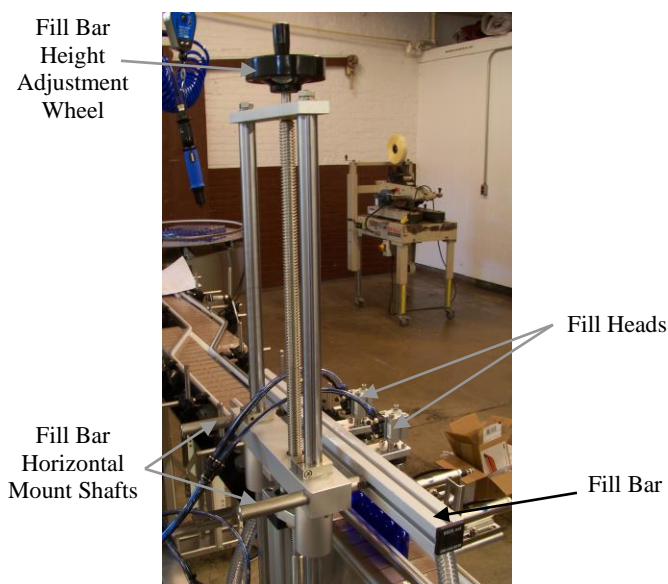 Fill Bar
Height
Adjustment
Wheel
Fill Heads
Fill Bar
Horizontal
Mount Shafts
Fill Bar